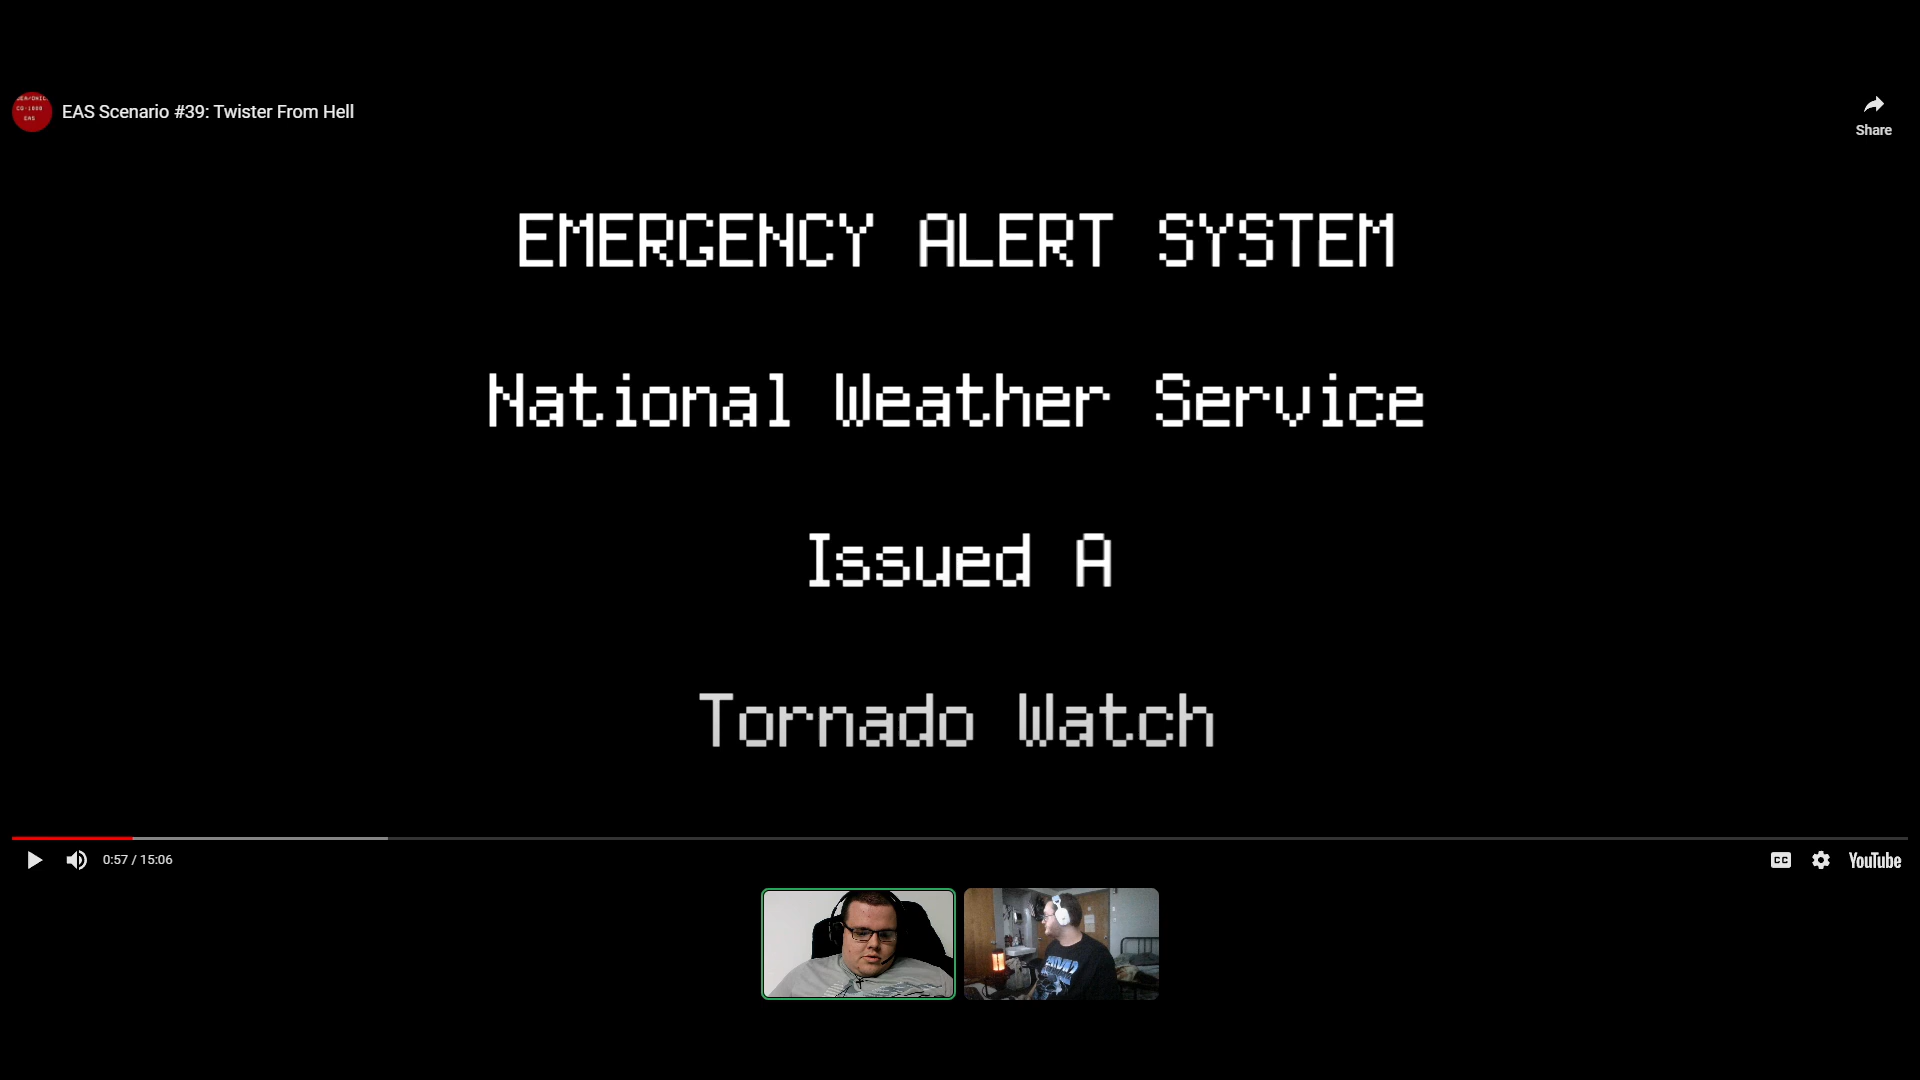 EAS Scenario #39: Twister From Hell
Share
EMERGENCY ALERT SYSTEM
National Weather Service
Issued A
Tornado Watch
0:57 / 15:06
CC
YouTube